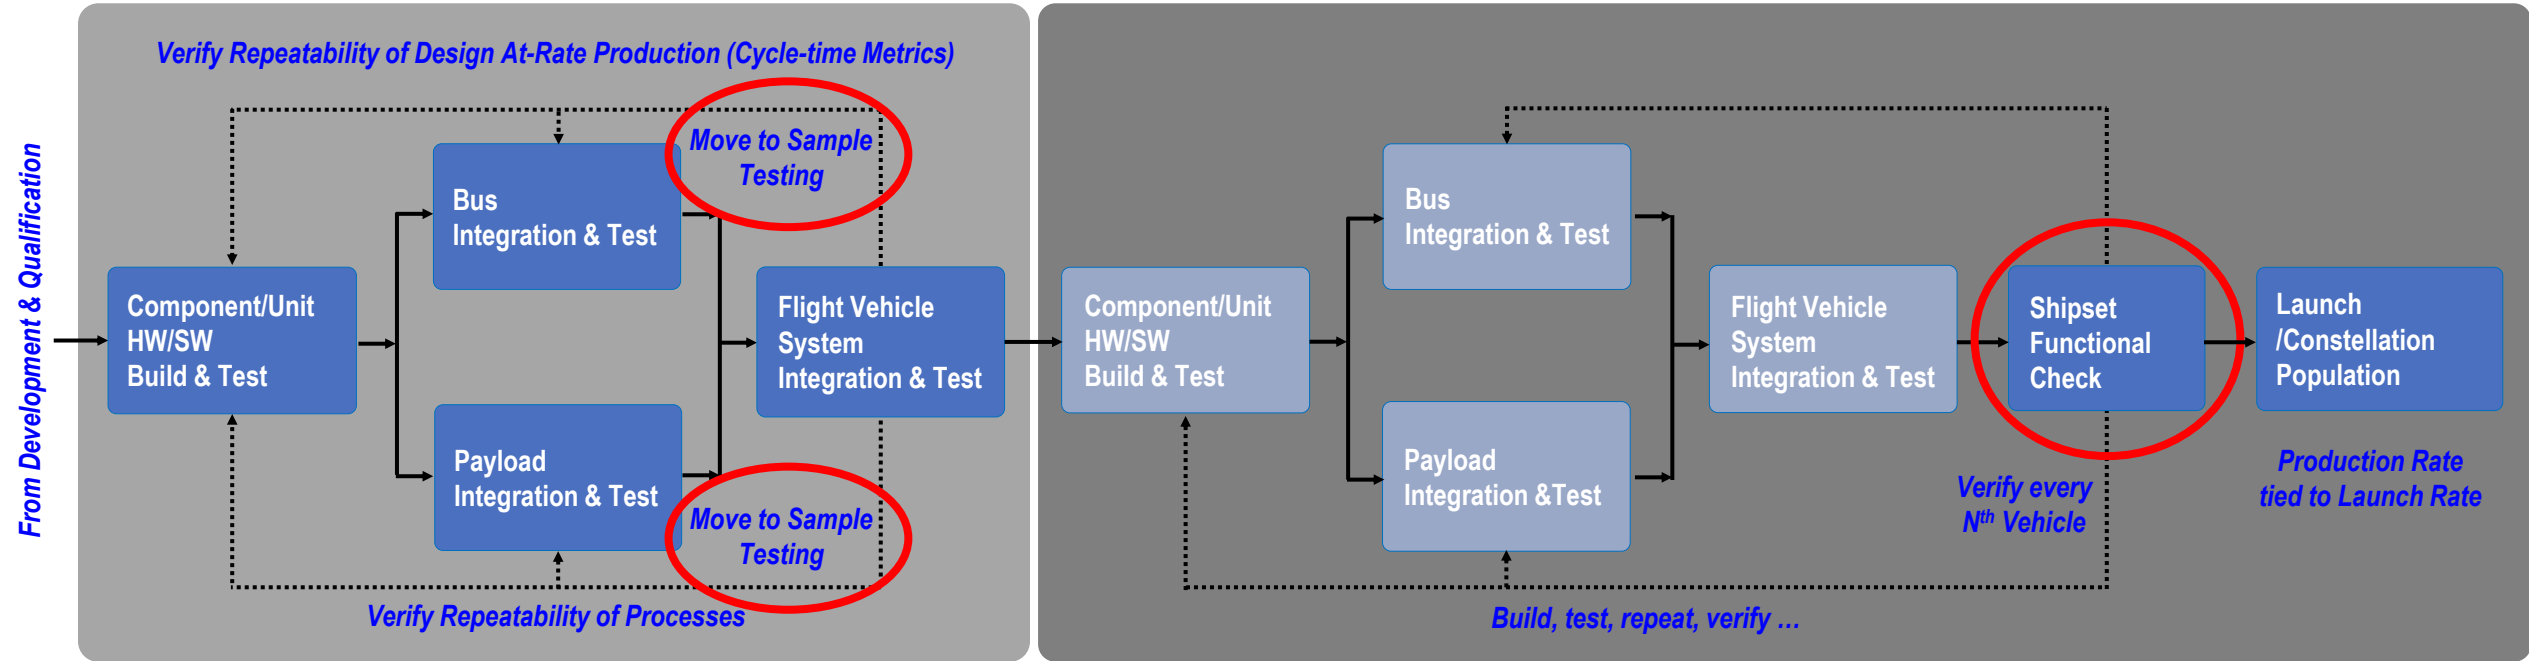 From Development & Qualification
Verify Repeatability of Design At-Rate Production (Cycle-time Metrics)
Move to Sample
Testing
Bus
Integration & Test
Component/Unit
HW/SW
Build & Test
Flight Vehicle
System
Integration & Test
Payload
Integration & Test
Move to Sample
Testing
Verify Repeatability of Processes
Bus
Integration & Test
Component/Unit
HW/SW
Build & Test
Flight Vehicle
System
Integration & Test
Shipset
Functional
Check
Launch
/Constellation
Population
Payload
Integration &Test
Verify every
Nth Vehicle
Production Rate
tied to Launch Rate
Build, test, repeat, verify …